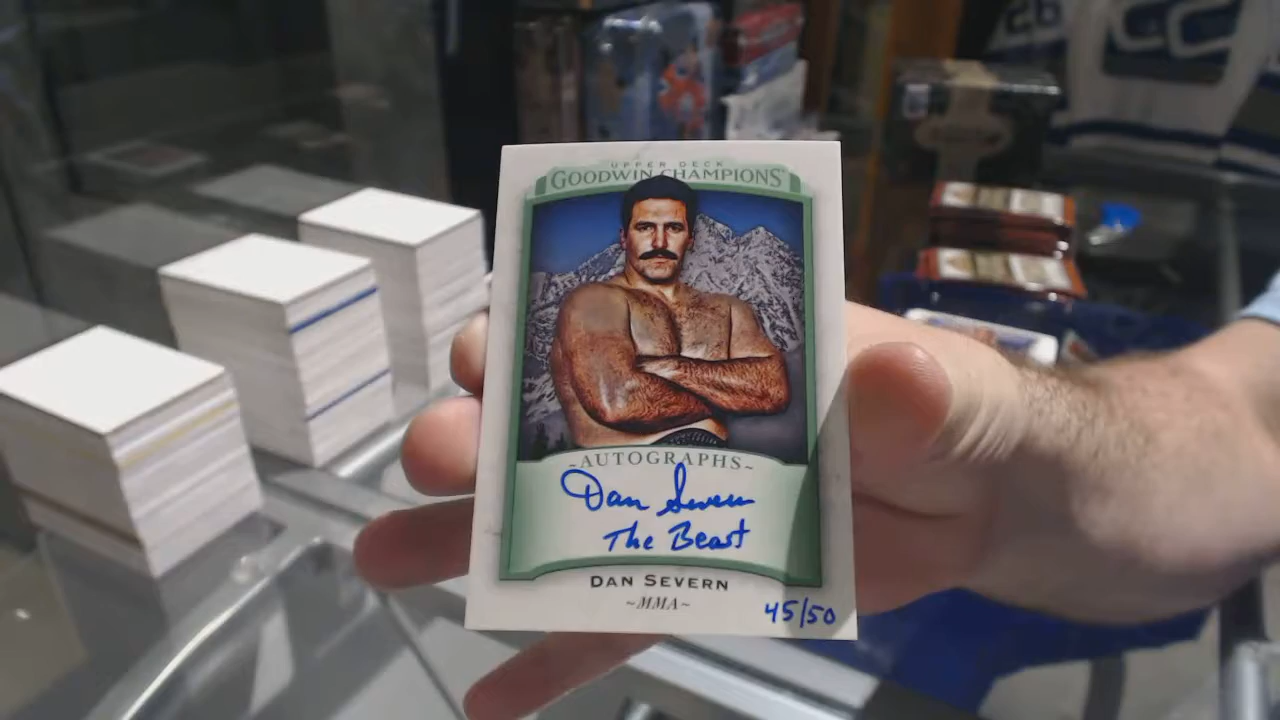 UPPER DECK
GOODWIN CHAMPIONS
~AUTOGRAPHS~
Dan Severn
The Beast
DAN SEVERN
~MMA~
45/50